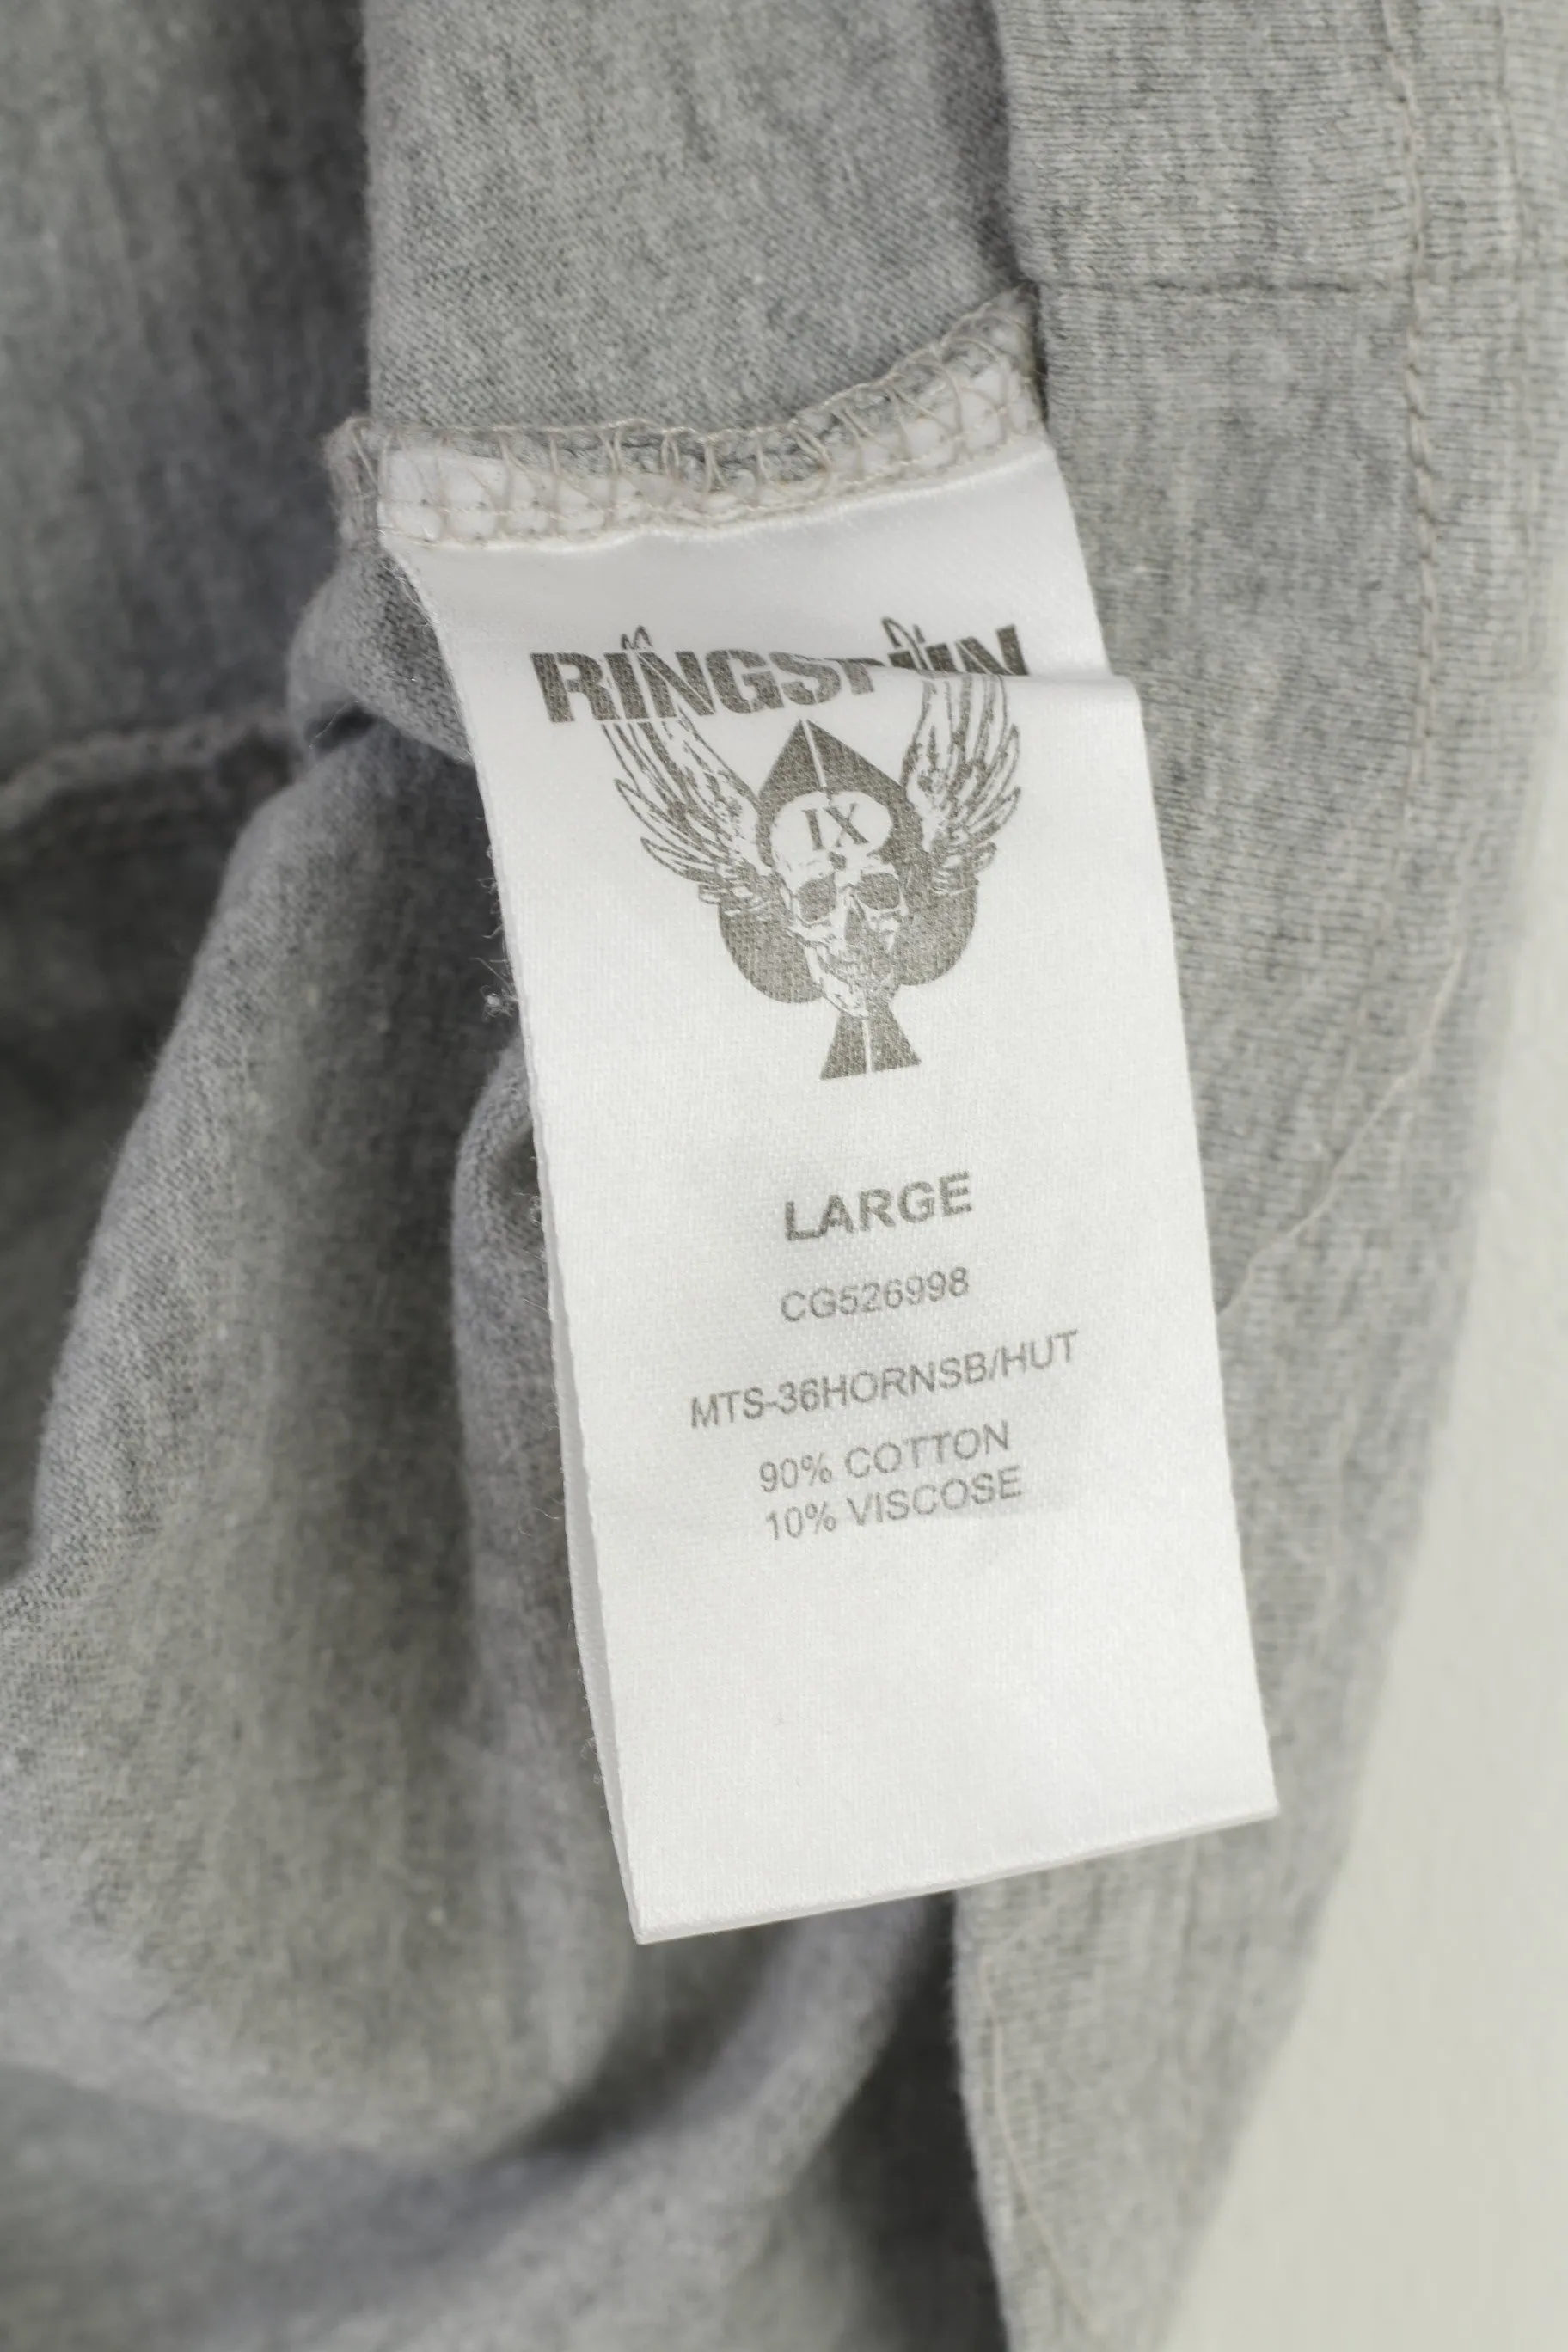 RINGSPUN
IX
LARGE
CG526998
MTS-36HORNSB/HUT
90% COTTON
10% VISCOSE